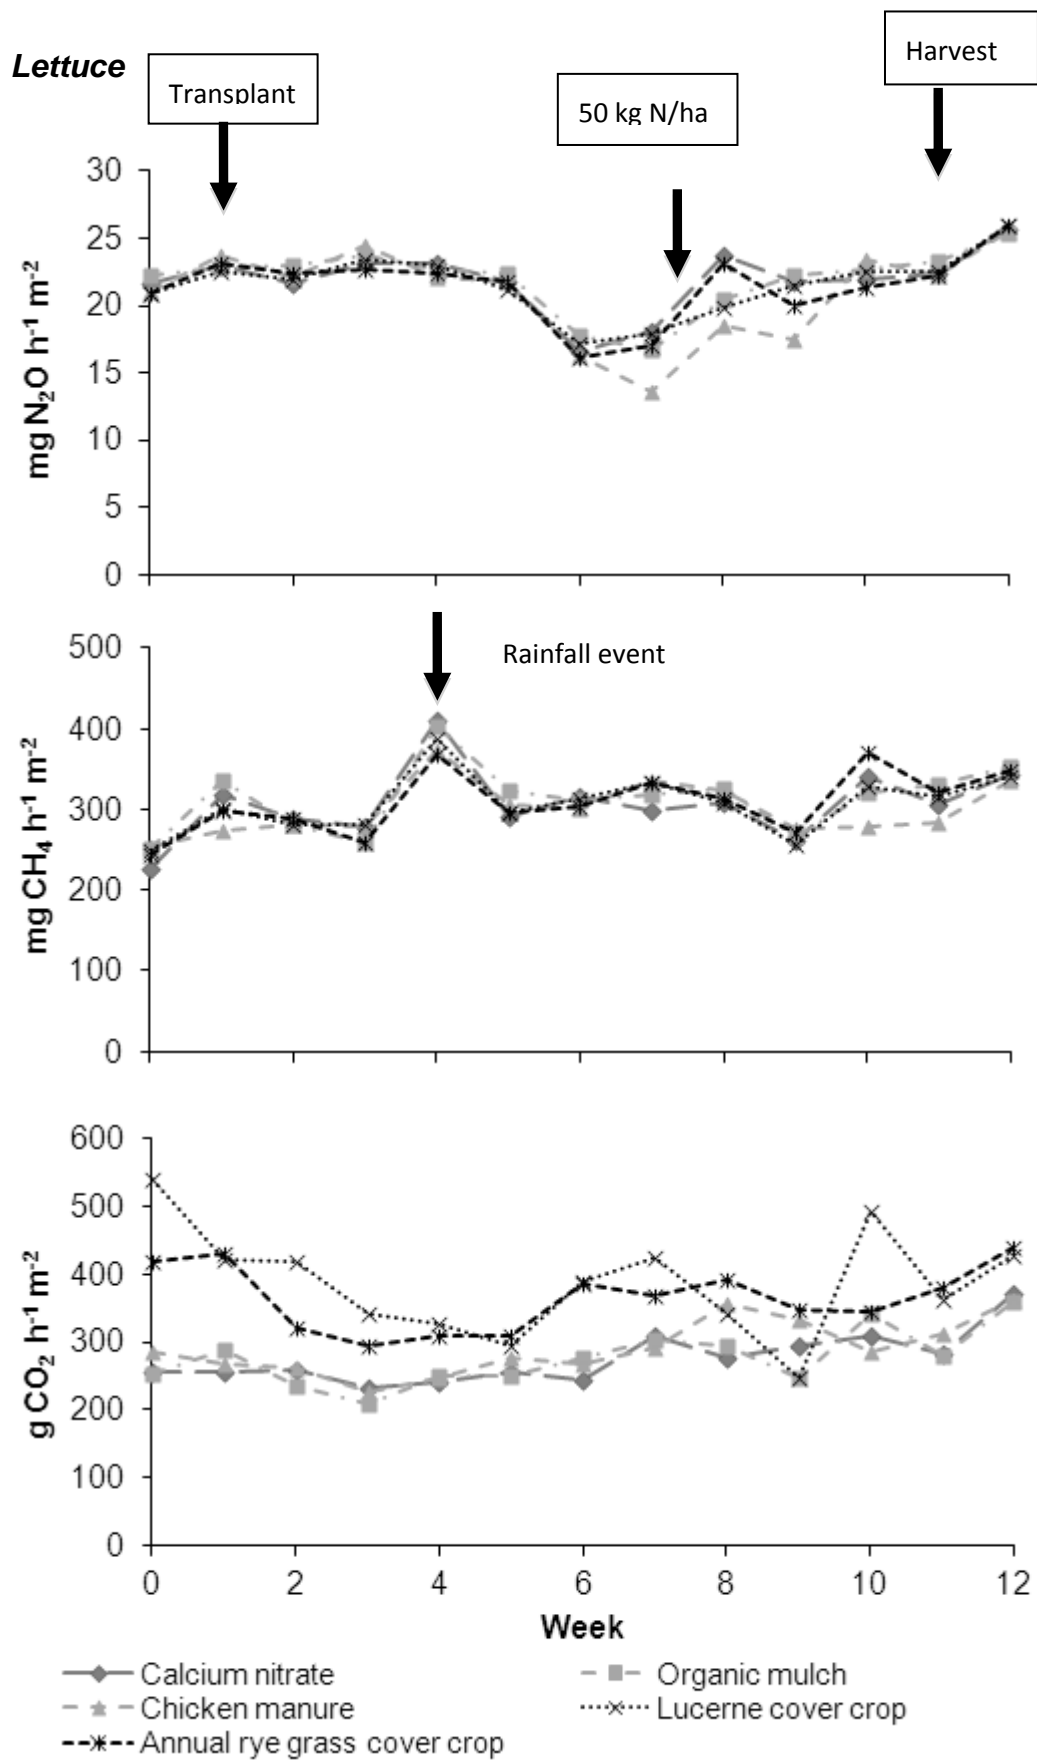 Lettuce
Transplant
50 kg N/ha
Harvest
30
25
20
15
10
5
0
mg N₂O h⁻¹ m⁻²
Rainfall event
500
400
300
200
100
0
mg CH₄ h⁻¹ m⁻²
600
500
400
300
200
100
0
g CO₂ h⁻¹ m⁻²
0 2 4 6 8 10 12
Week
Calcium nitrate Organic mulch
Chicken manure Lucerne cover crop
Annual rye grass cover crop